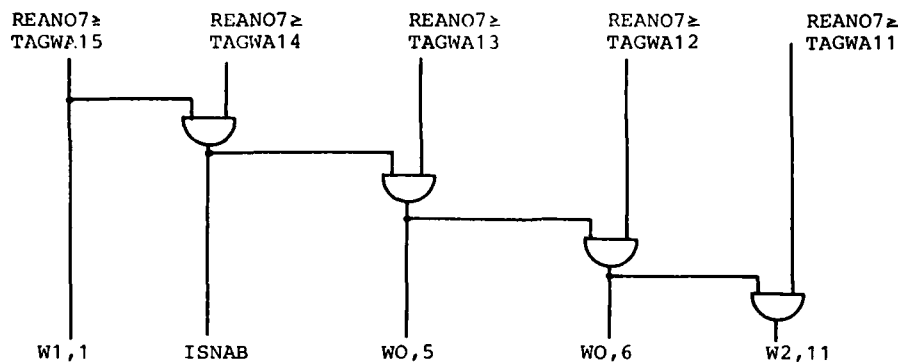 REANO7≥ REANO7≥ REANO7≥ REANO7≥ REANO7≥
TAGWA15 TAGWA14 TAGWA13 TAGWA12 TAGWA11
W1,1 ISNAB WO,5 WO,6 W2,11